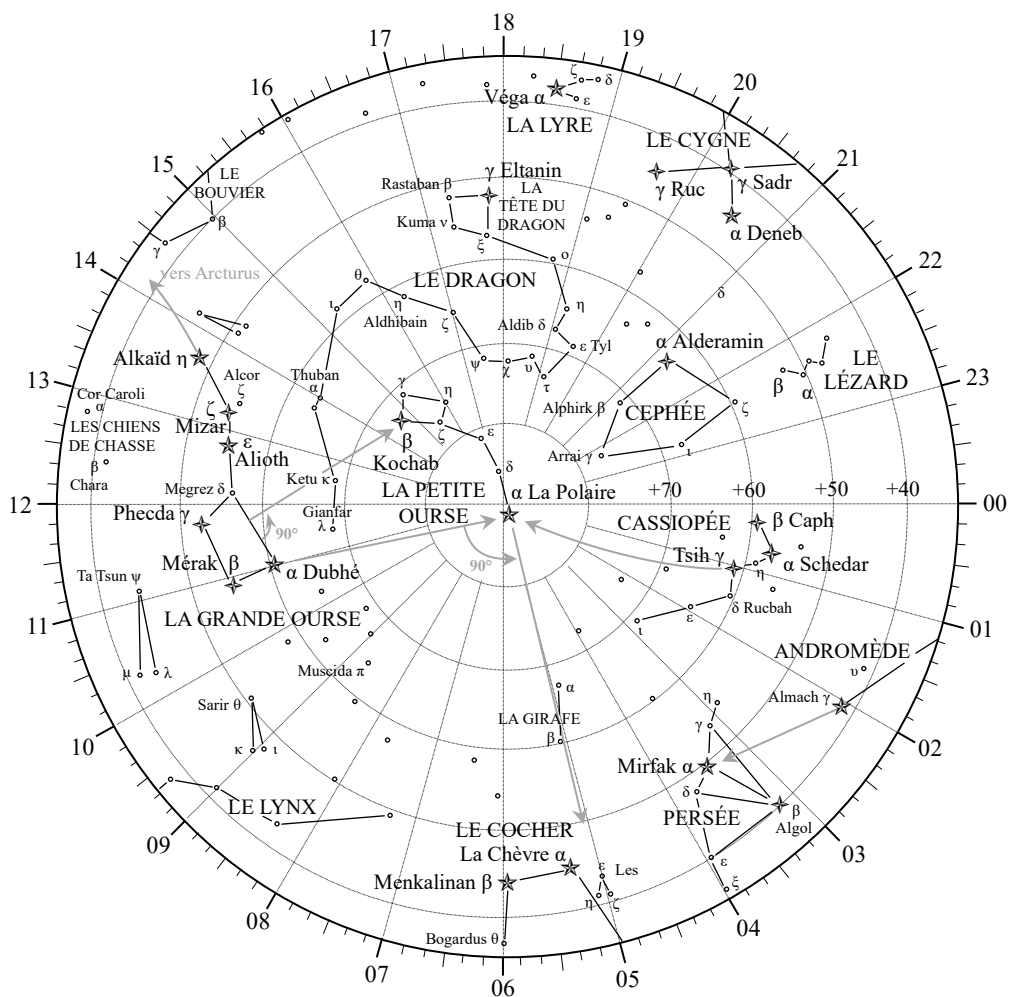 18
17
19
16
20
ζ
δ
Véga α
ε
LA LYRE
LE CYGNE
15
21
LE
BOUVIER
β
γ
Rastaban β
γ Eltanin
LA
TÊTE DU
DRAGON
Kuma ν
ξ
γ Ruc
γ Sadr
α Deneb
14
22
vers Arcturus
θ
LE DRAGON
ο
ι
η
Aldhibain
ζ
η
δ
Aldib δ
ε Tyl
Alkaïd η
ψ
χ
υ
τ
α Alderamin
LE
LÉZARD
β
α
13
23
Cor Caroli
α
Alcor
ζ
Thuban
α
γ
η
ζ
Mizar
LES CHIENS
DE CHASSE
β
Chara
ε
Alioth
β
Kochab
ζ
ε
Alphirk β
CEPHÉE
ζ
Arrai γ
ι
Megrez δ
Ketu κ
δ
LA PETITE
OURSE
α La Polaire
+70
+60
+50
+40
12
00
Phecda γ
Gianfar
λ
90°
90°
CASSIOPÉE
β Caph
Tsih γ
α Schedar
η
Mérak β
α Dubhé
Ta Tsun ψ
δ Rucbah
ε
ι
LA GRANDE OURSE
11
01
μ
λ
Muscida π
ANDROMÈDE
υ
Almach γ
Sarir θ
κ
ι
α
LA GIRAFE
β
η
γ
10
02
Mirfak α
δ
β
Algol
PERSÉE
LE LYNX
09
03
LE COCHER
La Chèvre α
Menkalinan β
ε
Les
η
ζ
ε
ξ
08
04
Bogardus θ
07
05
06